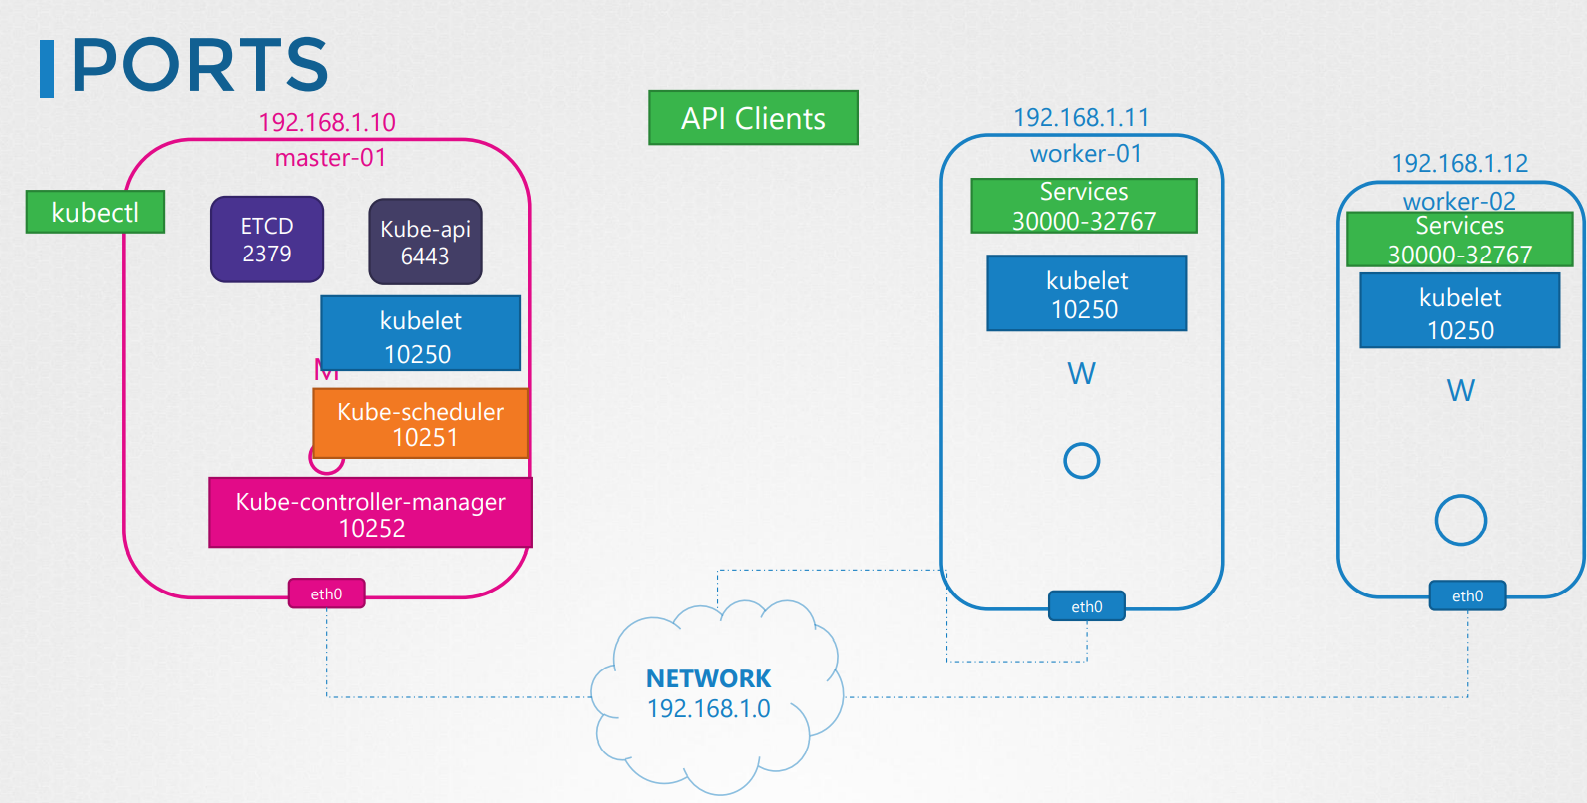 PORTS
192.168.1.10
master-01
kubectl
ETCD
2379
Kube-api
6443
kubelet
10250
M
Kube-scheduler
10251
Kube-controller-manager
10252
eth0
API Clients
192.168.1.11
worker-01
Services
30000-32767
kubelet
10250
W
eth0
192.168.1.12
worker-02
Services
30000-32767
kubelet
10250
W
eth0
NETWORK
192.168.1.0